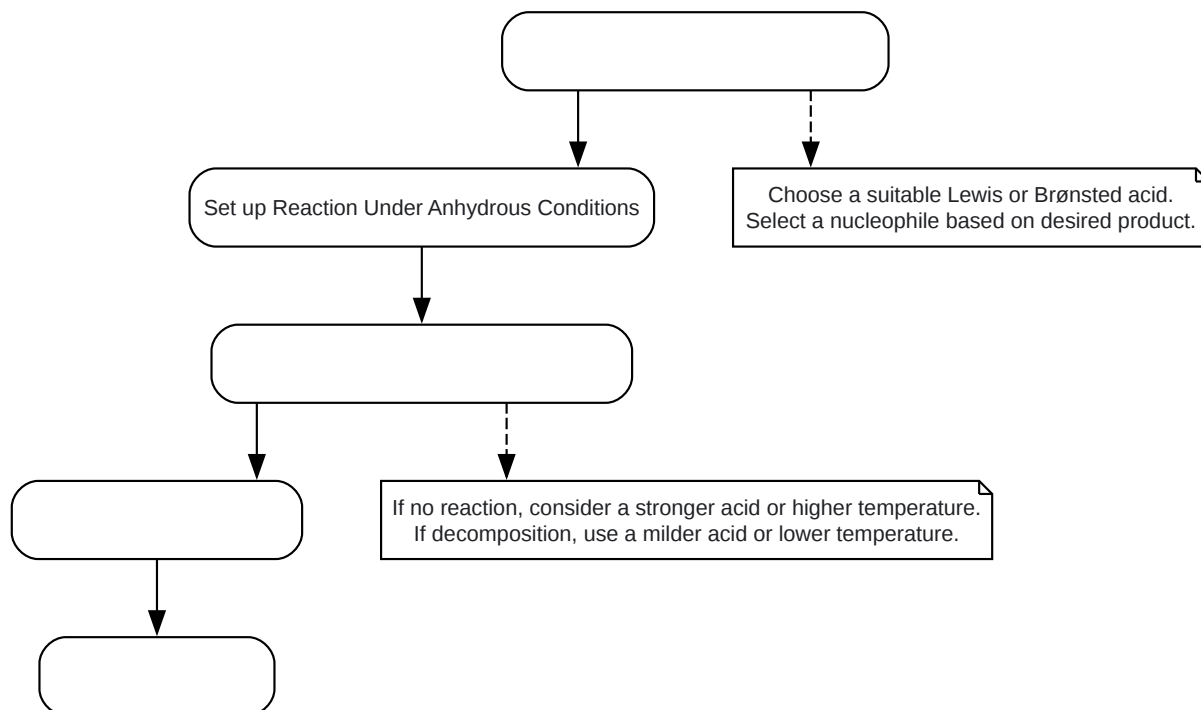 Set up Reaction Under Anhydrous Conditions
Choose a suitable Lewis or Brønsted acid.
Select a nucleophile based on desired product.
If no reaction, consider a stronger acid or higher temperature.
If decomposition, use a milder acid or lower temperature.